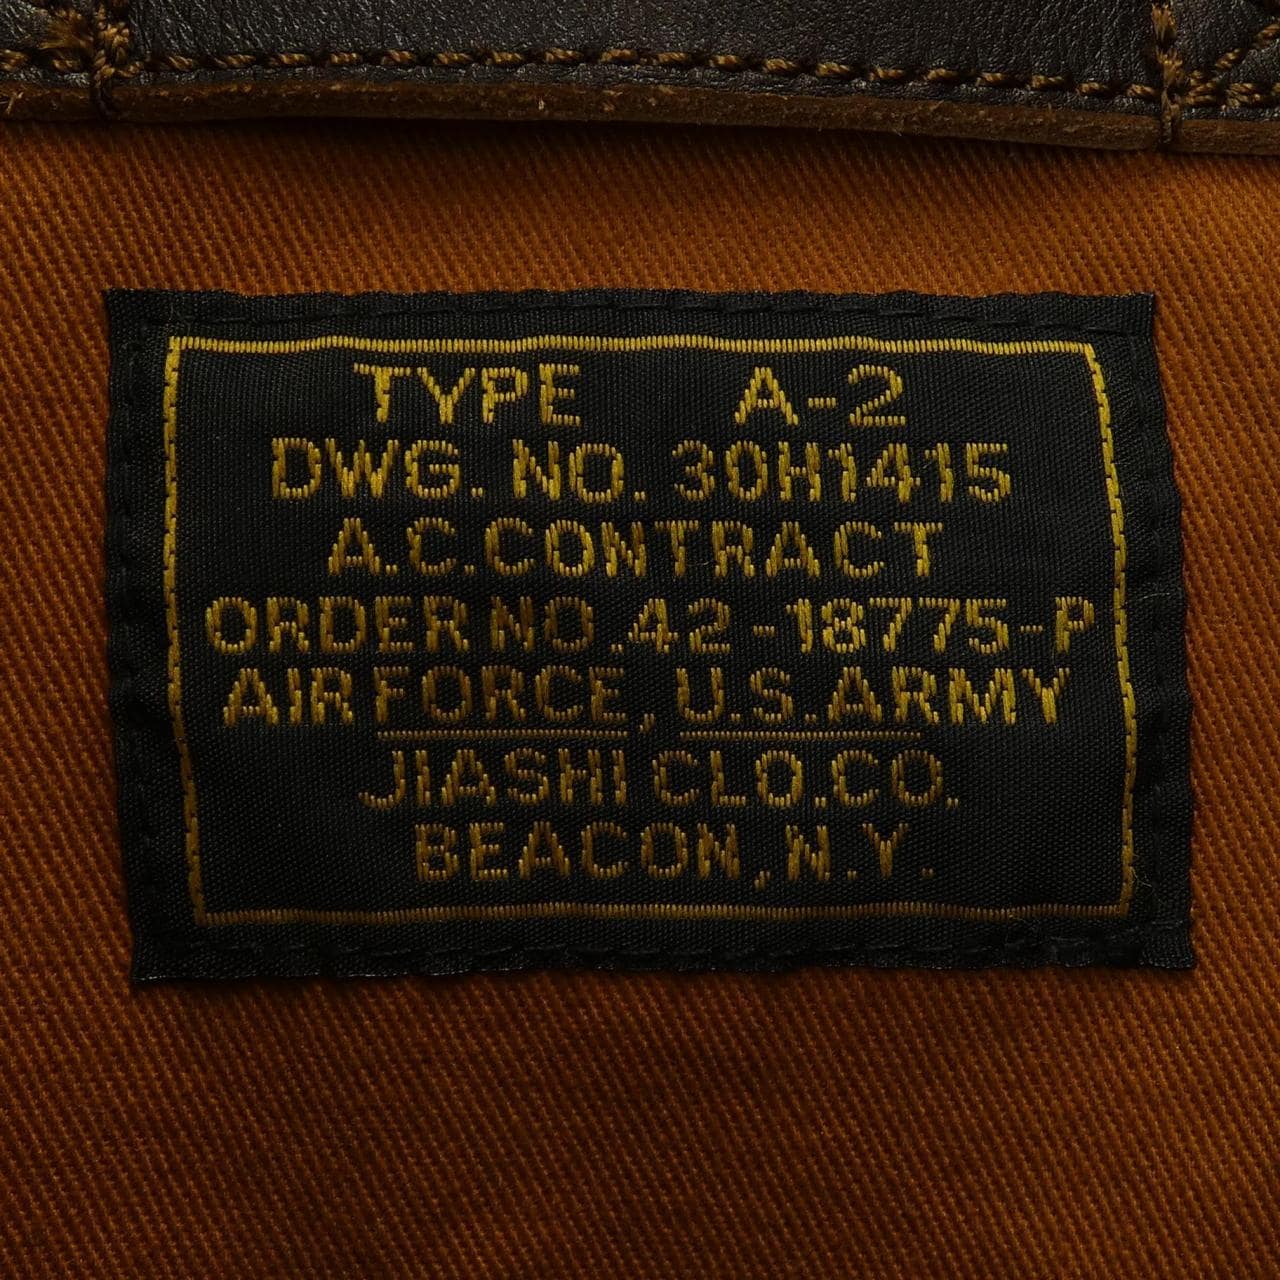 TYPE A-2
DWG. NO. 30H1415
A.C.CONTRACT
ORDER NO.42-18775-P
AIR FORCE, U.S.ARMY
JIASHI CLO.CO.
BEACON,N.Y.